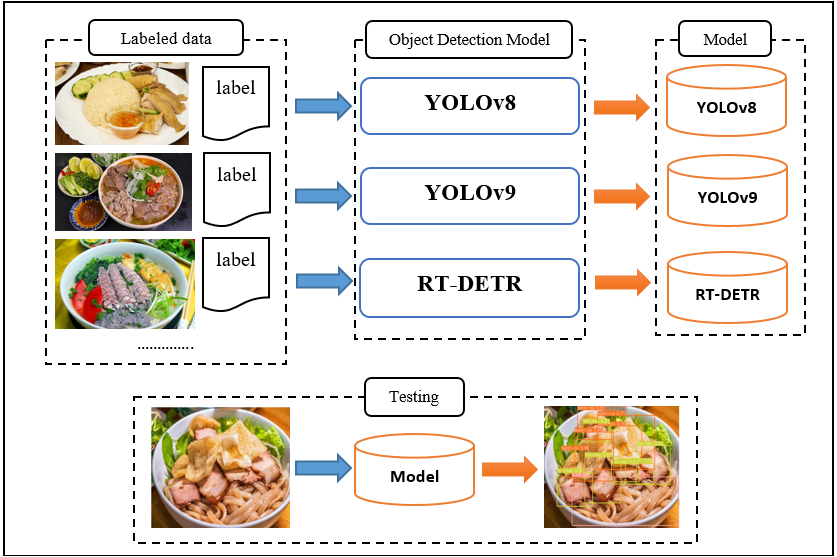 Labeled data
Object Detection Model
Model
label
YOLOv8
YOLOv8
label
YOLOv9
YOLOv9
label
RT-DETR
RT-DETR
..............
Testing
Model